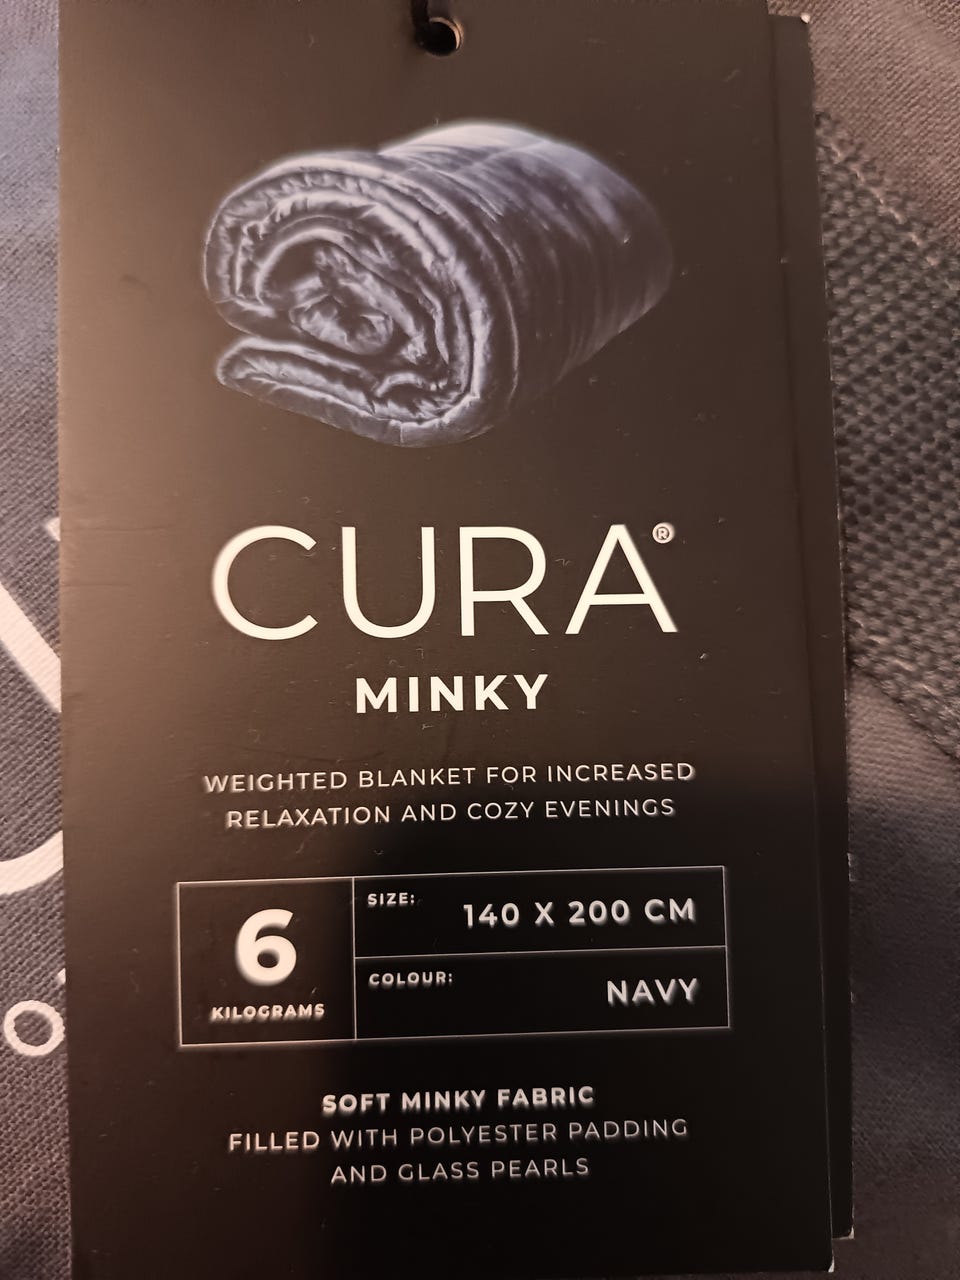 CURA®
MINKY
WEIGHTED BLANKET FOR INCREASED
RELAXATION AND COZY EVENINGS
6
KILOGRAMS
SIZE:
140 X 200 CM
COLOUR:
NAVY
SOFT MINKY FABRIC
FILLED WITH POLYESTER PADDING
AND GLASS PEARLS